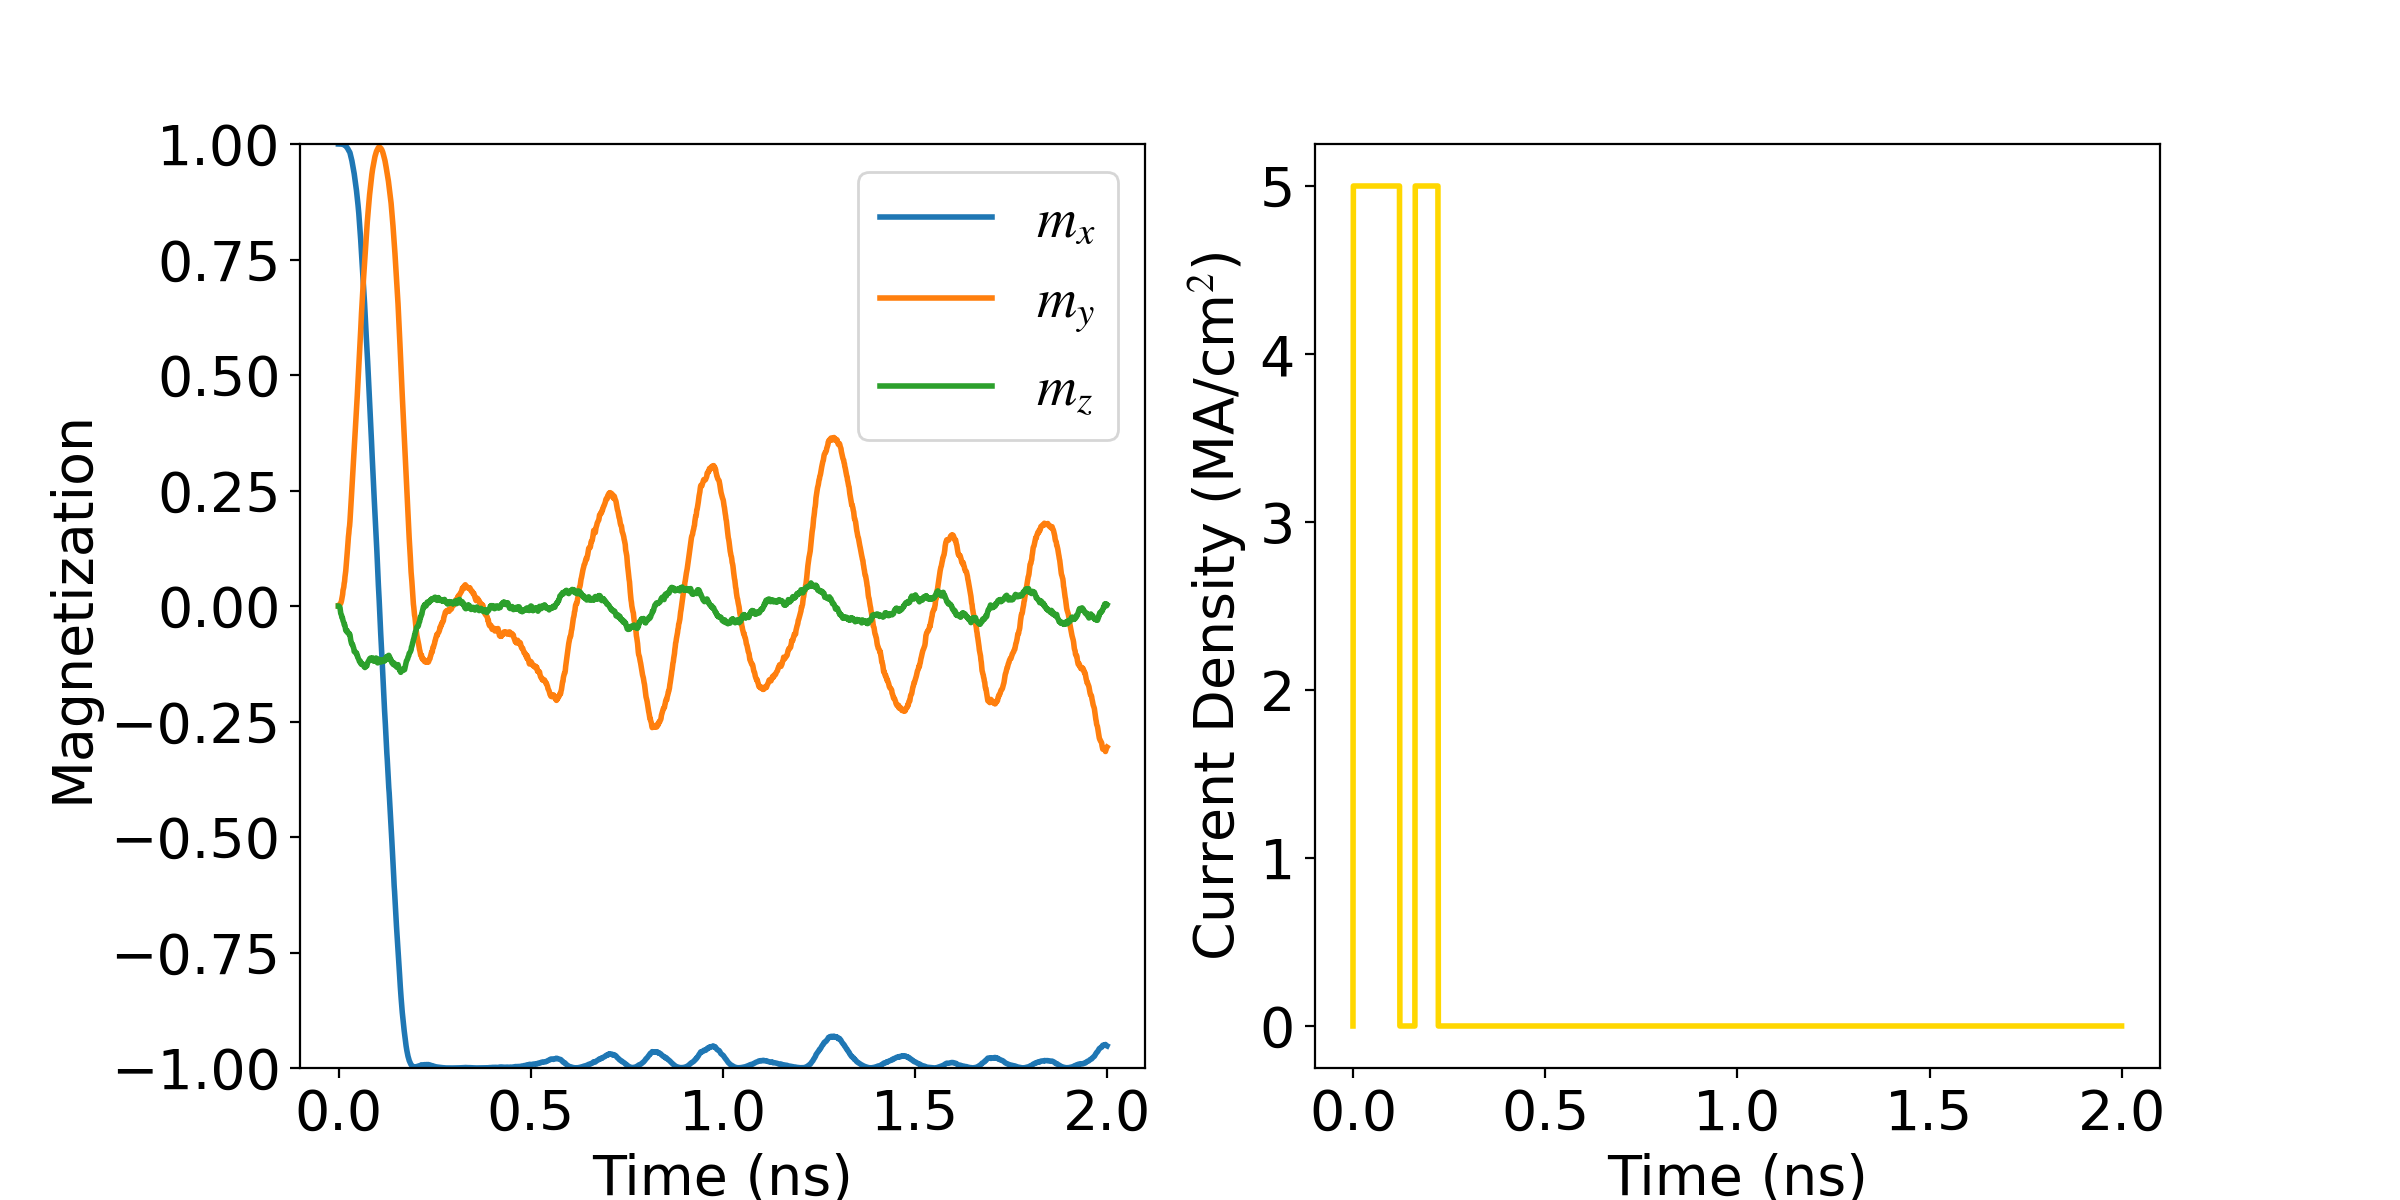 1.00
0.75
0.50
0.25
0.00
−0.25
−0.50
−0.75
−1.00
Magnetization
0.0 0.5 1.0 1.5 2.0
Time (ns)
m_x
m_y
m_z
5
4
3
2
1
0
Current Density (MA/cm²)
0.0 0.5 1.0 1.5 2.0
Time (ns)